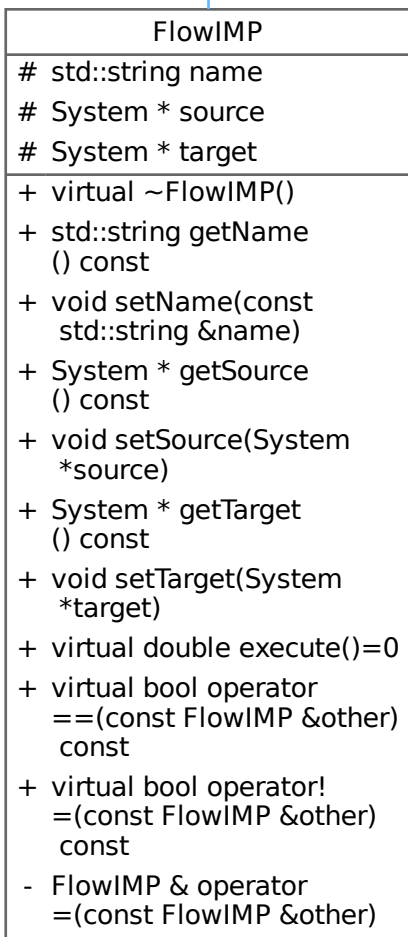 FlowIMP
# std::string name
# System * source
# System * target
+ virtual ~FlowIMP()
+ std::string getName
() const
+ void setName(const
std::string &name)
+ System * getSource
() const
+ void setSource(System
*source)
+ System * getTarget
() const
+ void setTarget(System
*target)
+ virtual double execute()=0
+ virtual bool operator
==(const FlowIMP &other)
const
+ virtual bool operator!
=(const FlowIMP &other)
const
- FlowIMP & operator
=(const FlowIMP &other)